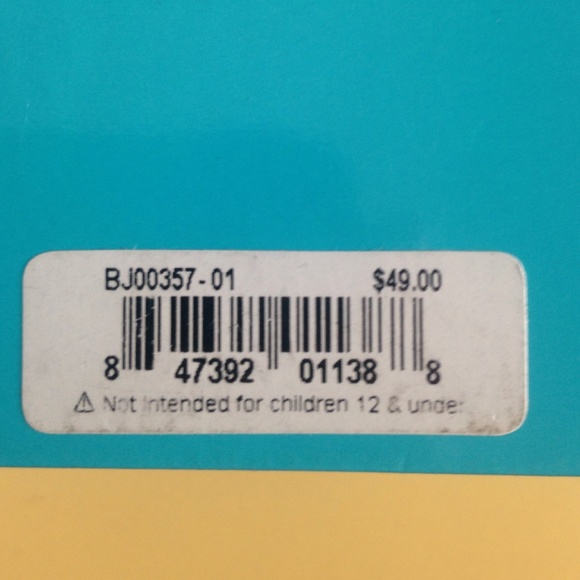 BJ00357-01 $49.00
8 47392 01138 8
⚠ Not intended for children 12 & under